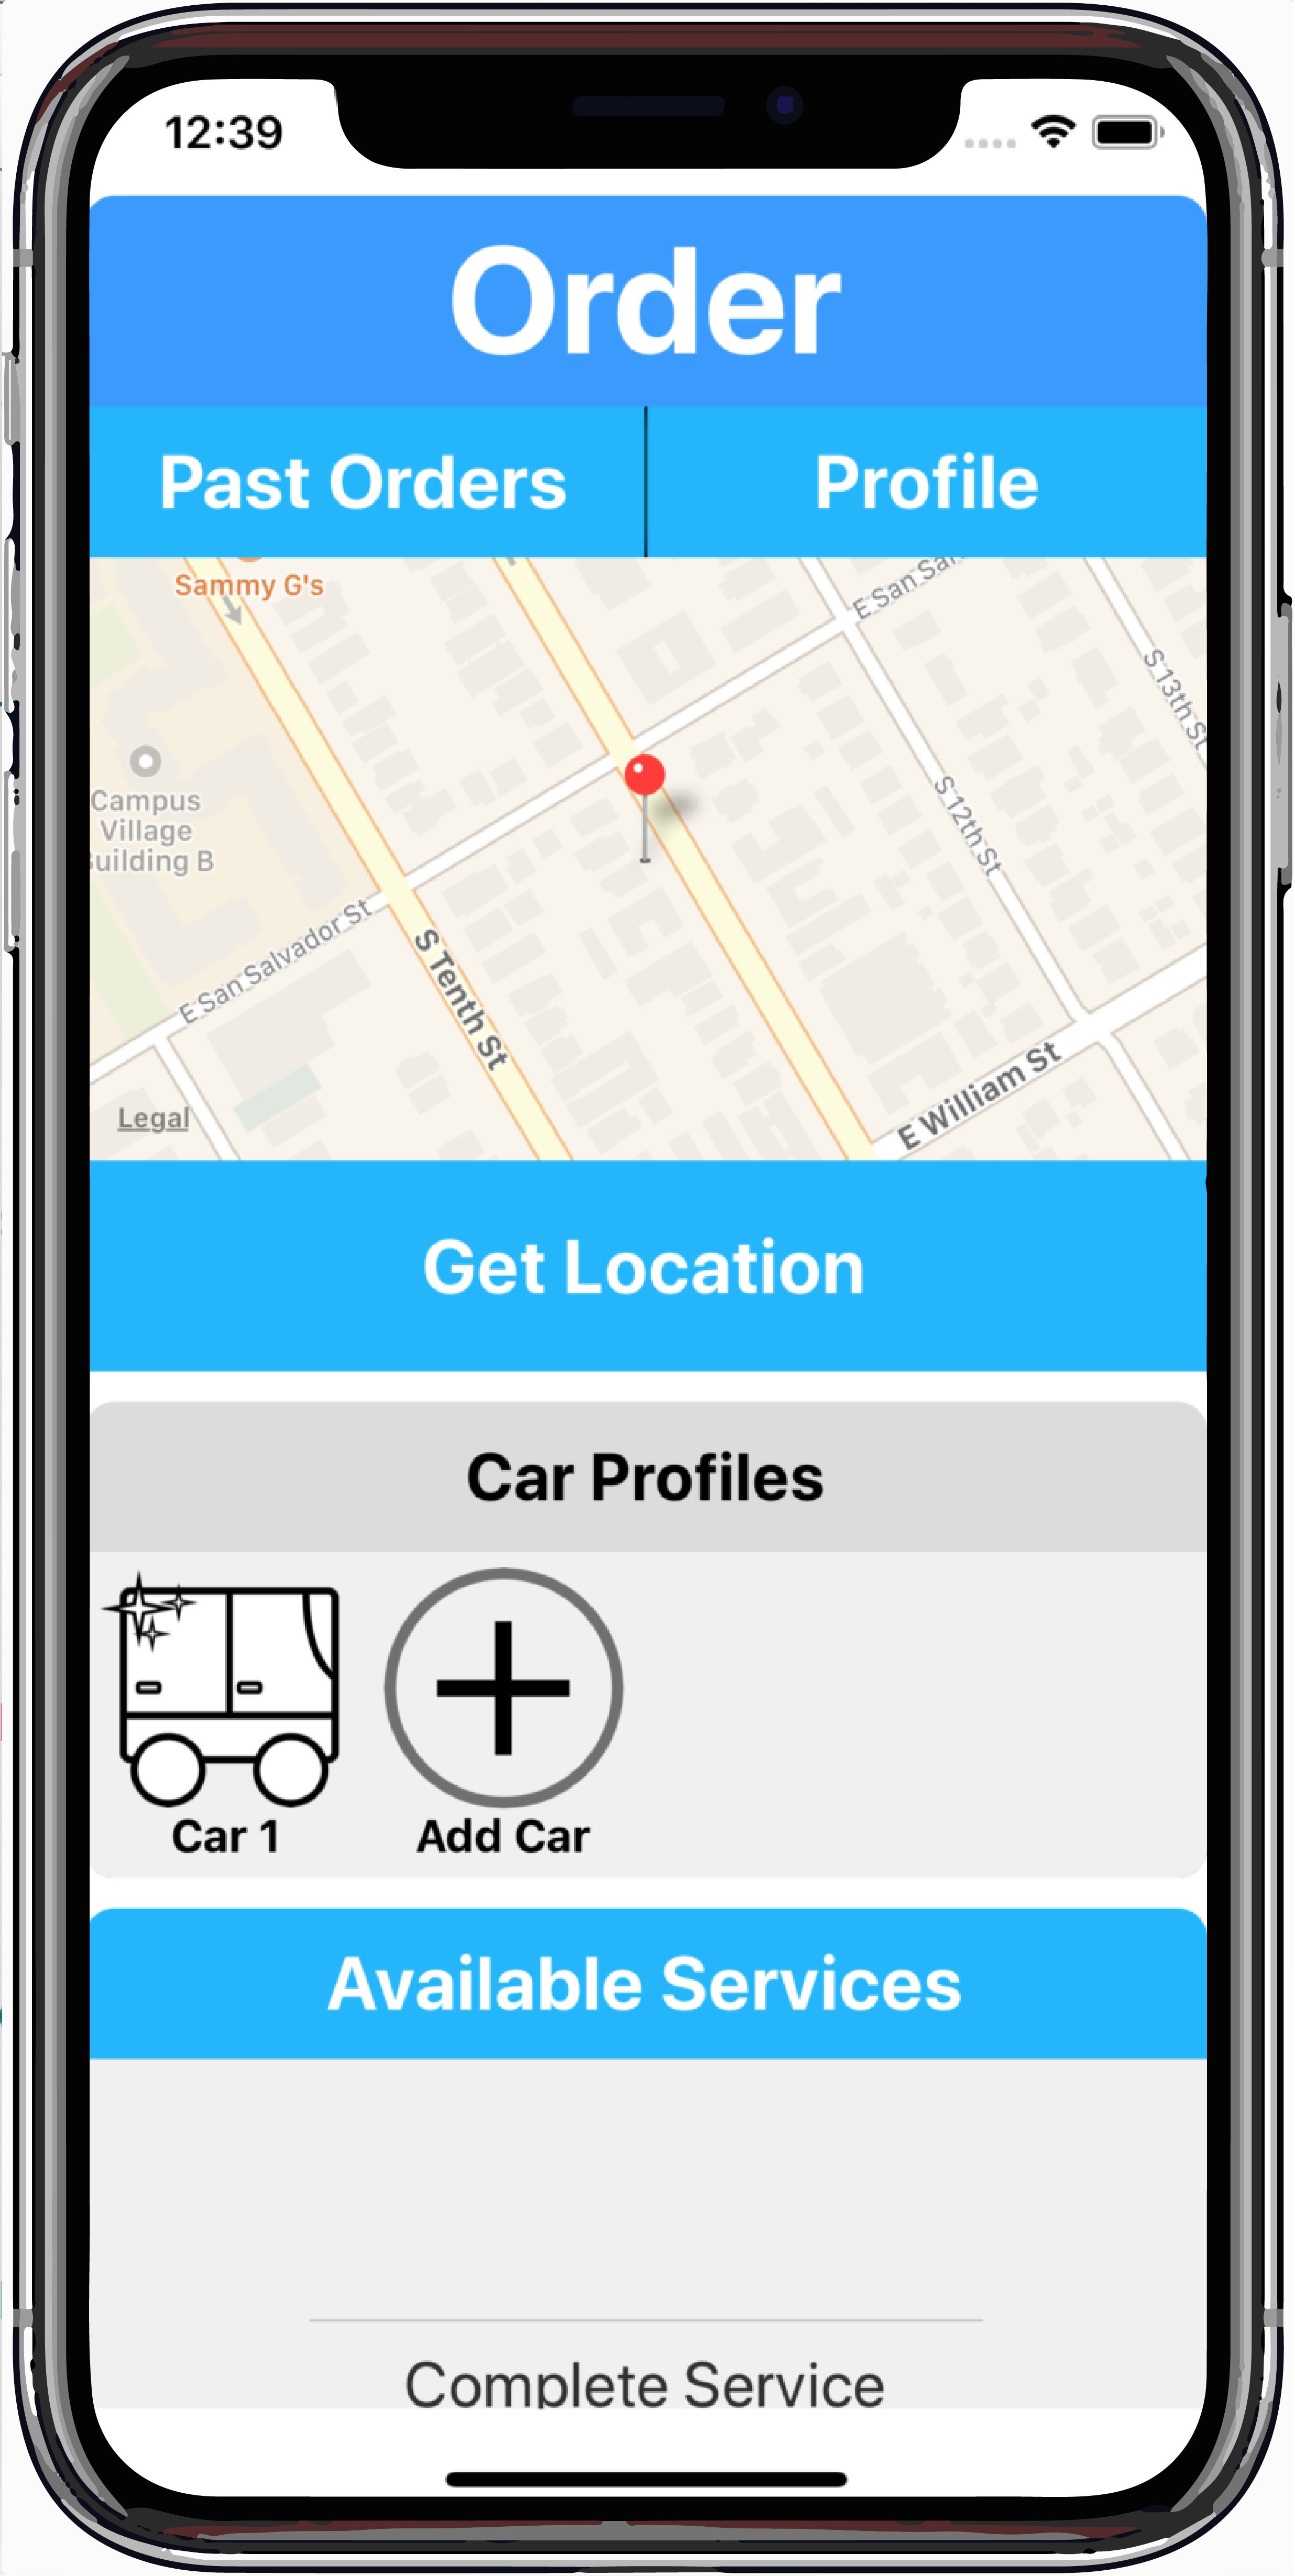 12:39
Order
Past Orders
Profile
Sammy G's
E San Sal
S 13th St
Campus
Village
Building B
S 12th St
E San Salvador St
S Tenth St
E William St
Legal
Get Location
Car Profiles
Car 1
Add Car
Available Services
Complete Service